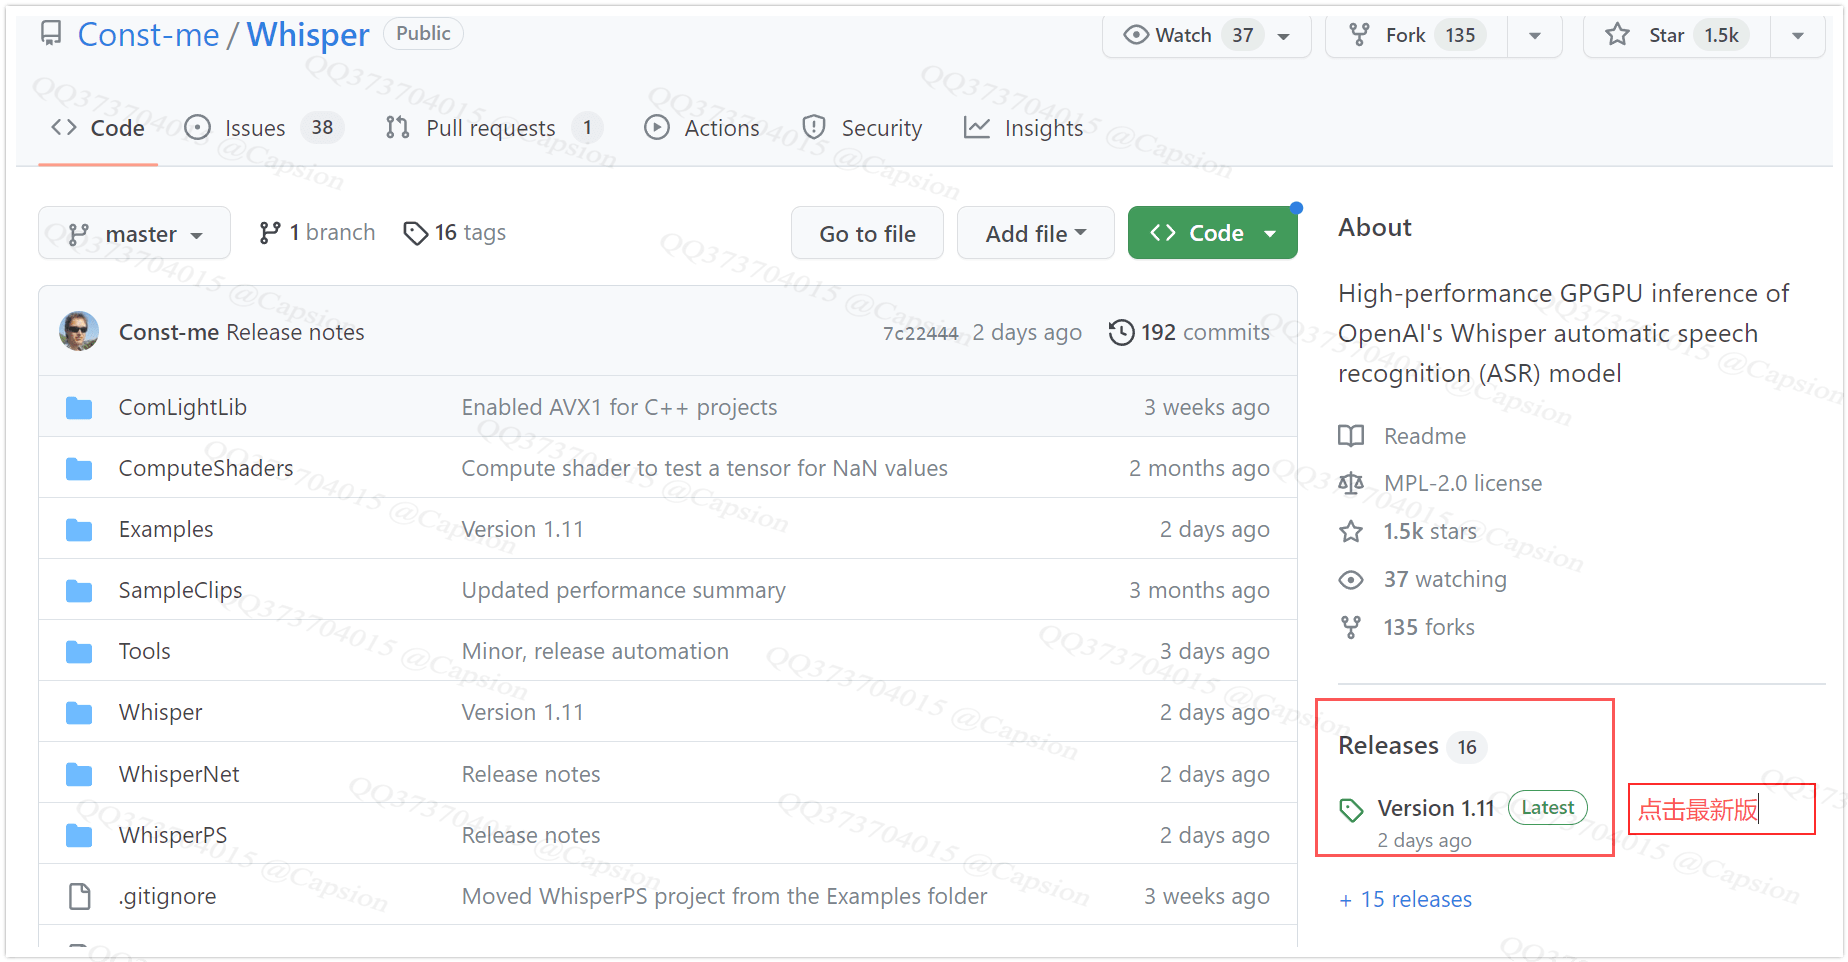 Const-me / Whisper Public
Watch 37
Fork 135
Star 1.5k
Code
Issues 38
Pull requests 1
Actions
Security
Insights
master
1 branch
16 tags
Go to file
Add file
Code
Const-me Release notes
7c22444 2 days ago
192 commits
ComLightLib Enabled AVX1 for C++ projects 3 weeks ago
ComputeShaders Compute shader to test a tensor for NaN values 2 months ago
Examples Version 1.11 2 days ago
SampleClips Updated performance summary 3 months ago
Tools Minor, release automation 3 days ago
Whisper Version 1.11 2 days ago
WhisperNet Release notes 2 days ago
WhisperPS Release notes 2 days ago
.gitignore Moved WhisperPS project from the Examples folder 3 weeks ago
About
High-performance GPGPU inference of
OpenAI's Whisper automatic speech
recognition (ASR) model
Readme
MPL-2.0 license
1.5k stars
37 watching
135 forks
Releases 16
Version 1.11 Latest
2 days ago
点击最新版
+ 15 releases
QQ373704015 @Capsion